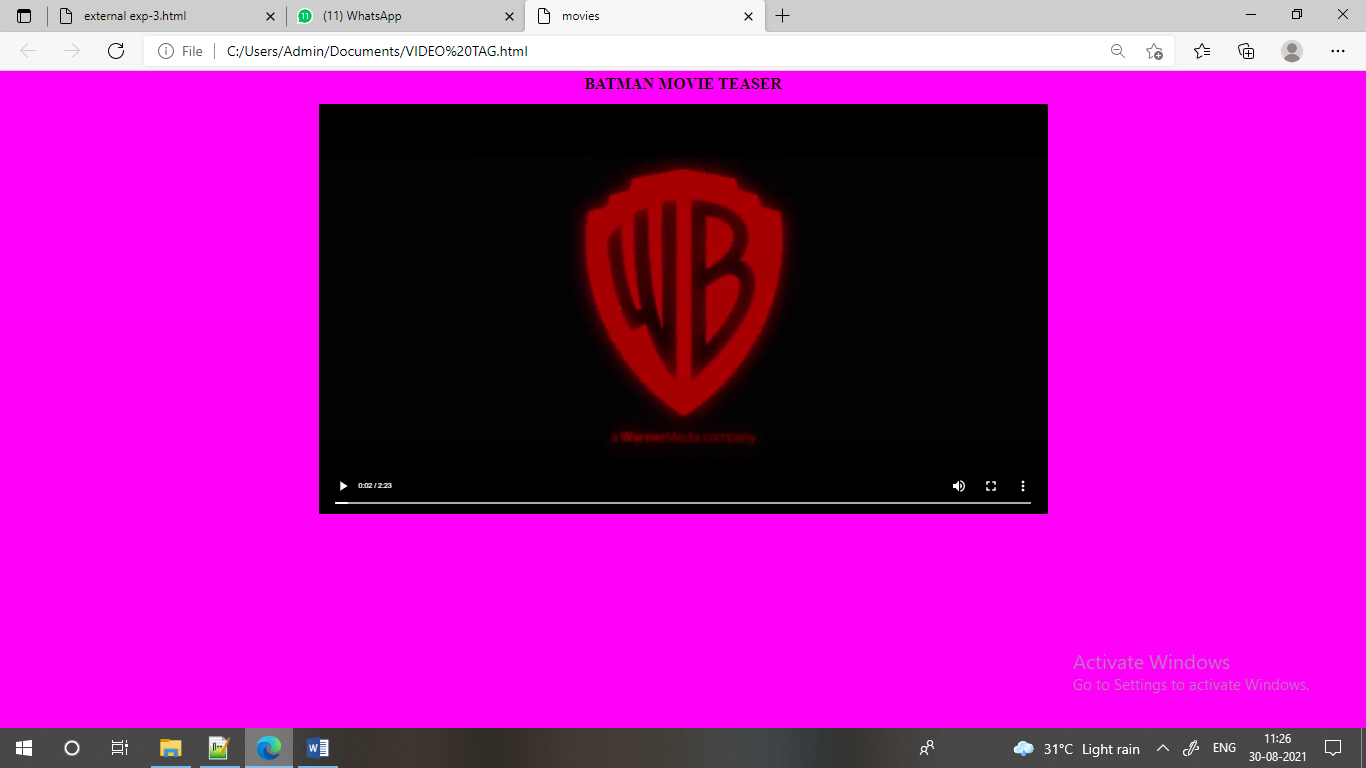 external exp-3.html
11
(11) WhatsApp
movies
File
C:/Users/Admin/Documents/VIDEO%20TAG.html
BATMAN MOVIE TEASER
WB
a WarnerMedia company
0:02 / 2:23
Activate Windows
Go to Settings to activate Windows.
W
31°C Light rain
ENG
11:26
30-08-2021